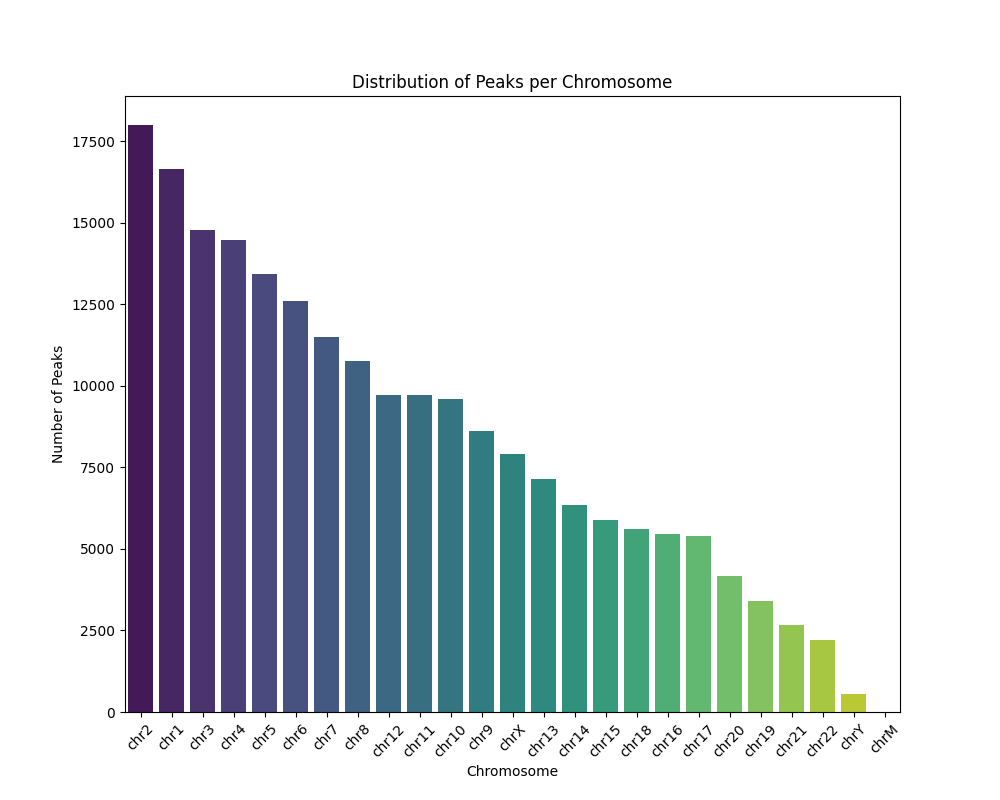 Distribution of Peaks per Chromosome
Number of Peaks
17500
15000
12500
10000
7500
5000
2500
0
chr2 chr1 chr3 chr4 chr5 chr6 chr7 chr8 chr12 chr11 chr10 chr9 chrX chr13 chr14 chr15 chr18 chr16 chr17 chr20 chr19 chr21 chr22 chrY chrM
Chromosome